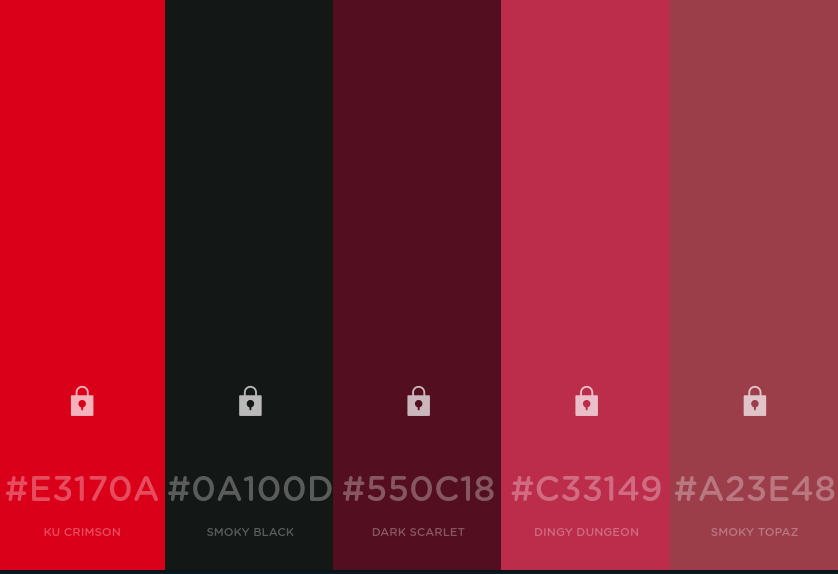 #E3170A #0A100D #550C18 #C33149 #A23E48
KU CRIMSON SMOKY BLACK DARK SCARLET DINGY DUNGEON SMOKY TOPAZ